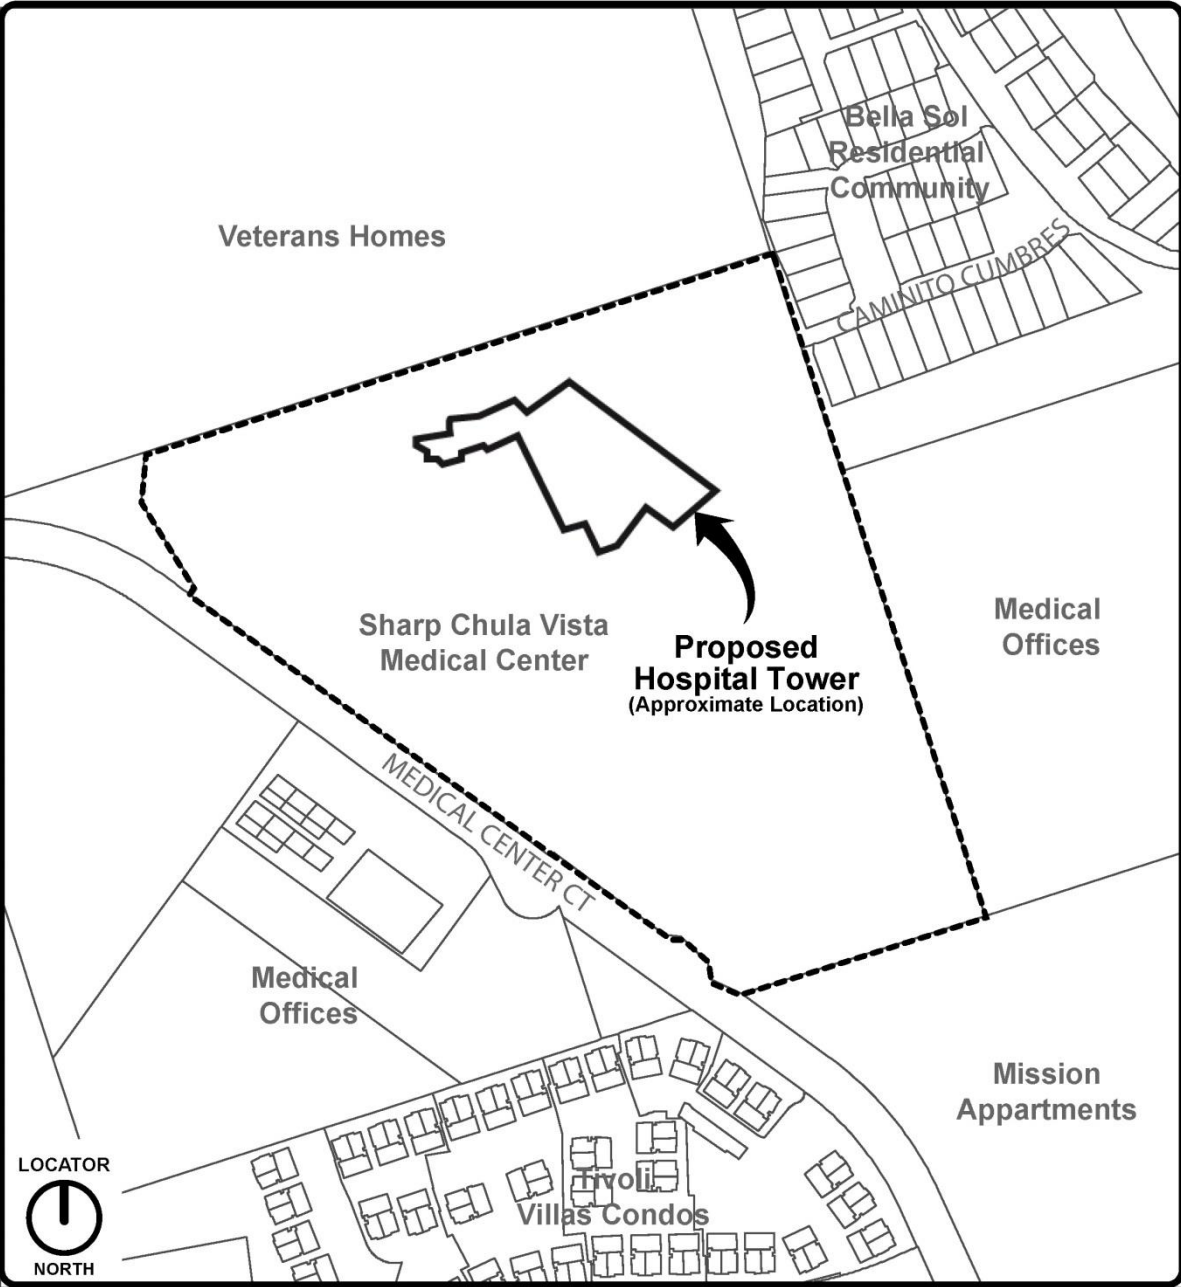 Bella Sol
Residential
Community
Veterans Homes
CAMINITO CUMBRES
Sharp Chula Vista
Medical Center
Proposed
Hospital Tower
(Approximate Location)
Medical
Offices
MEDICAL CENTER CT
Medical
Offices
Mission
Appartments
Tivoli
Villas Condos
LOCATOR
NORTH